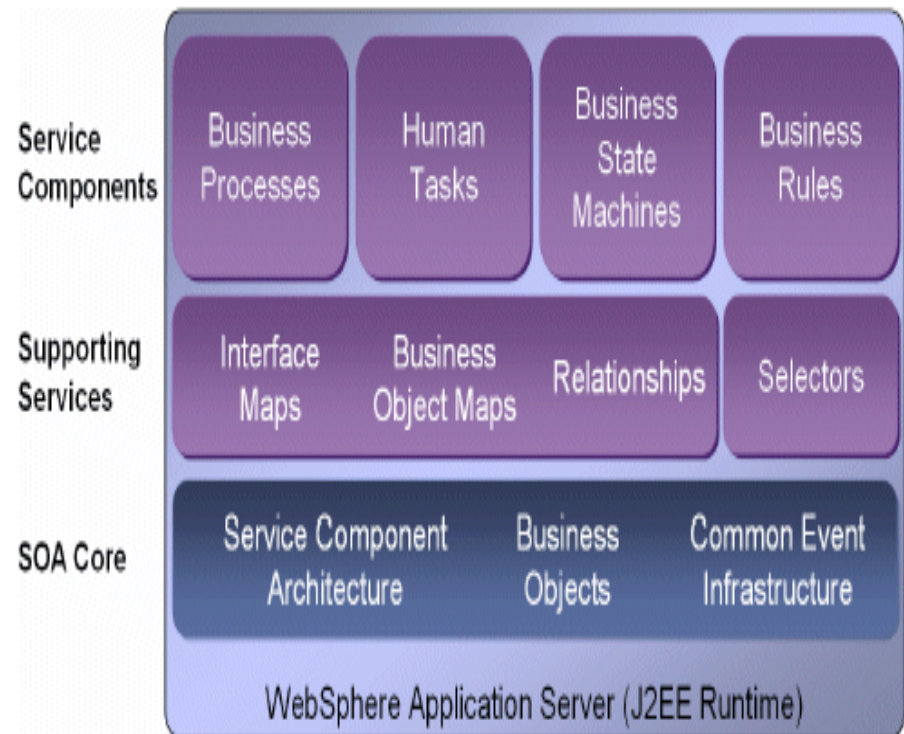 Service
Components
Business
Processes
Human
Tasks
Business
State
Machines
Business
Rules
Supporting
Services
Interface
Maps
Business
Object Maps
Relationships
Selectors
SOA Core
Service Component
Architecture
Business
Objects
Common Event
Infrastructure
WebSphere Application Server (J2EE Runtime)